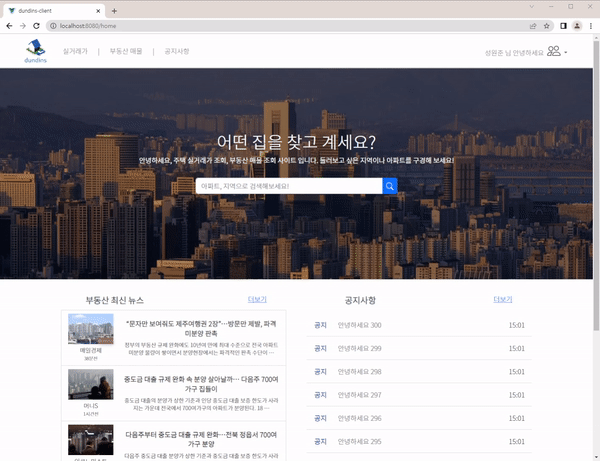 dundins-client
localhost:8080/home
dundins
실거래가 | 부동산 매물 | 공지사항
성원준 님 안녕하세요
어떤 집을 찾고 계세요?
안녕하세요, 주택 실거래가 조회, 부동산 매물 조회 사이트 입니다. 둘러보고 싶은 지역이나 아파트를 구경해 보세요!
아파트, 지역으로 검색해보세요!
부동산 최신 뉴스
더보기
"문자만 보여줘도 제주여행권 2장"…방문만 제발, 파격
미분양 판촉
정부의 부동산 규제 완화에도 10년여 만에 최대 수준으로 전국 아파트
미분양 물량이 쌓이면서 분양현장에서는 파격적인 판촉 수단이 …
매일경제
38분전
중도금 대출 규제 완화 속 분양 살아날까… 다음주 700여
가구 집들이
중도금 대출의 분양가 상한 기준과 인당 중도금 대출 보증 한도가 사라
지는 가운데 전국에서 700여가구의 아파트가 분양된다. 18 …
머니S
1시간전
다음주부터 중도금 대출 규제 완화…전북 정읍서 700여
가구 분양
다음주 중도금 대출 분양가 상한 기준과 중도금 대출 보증 한도가 사라
공지사항
더보기
공지 안녕하세요 300 15:01
공지 안녕하세요 299 15:01
공지 안녕하세요 298 15:01
공지 안녕하세요 297 15:01
공지 안녕하세요 296 15:01
공지 안녕하세요 295 15:01